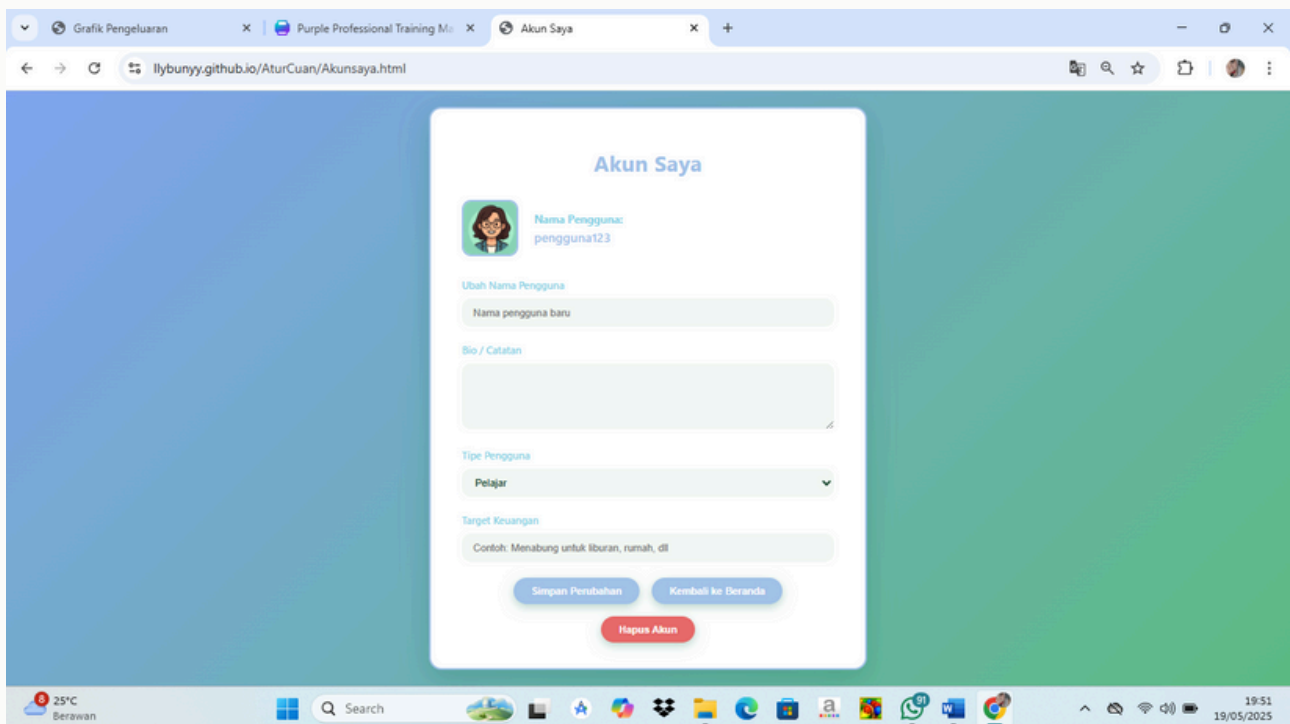 Grafik Pengeluaran
Purple Professional Training Ma
Akun Saya
llybunyy.github.io/AturCuan/Akunsaya.html
Akun Saya
Nama Pengguna:
pengguna123
Ubah Nama Pengguna
Nama pengguna baru
Bio / Catatan
Tipe Pengguna
Pelajar
Target Keuangan
Contoh: Menabung untuk liburan, rumah, dll
Simpan Perubahan
Kembali ke Beranda
Hapus Akun
8
25°C
Berawan
Search
a
91
W
19:51
19/05/2025